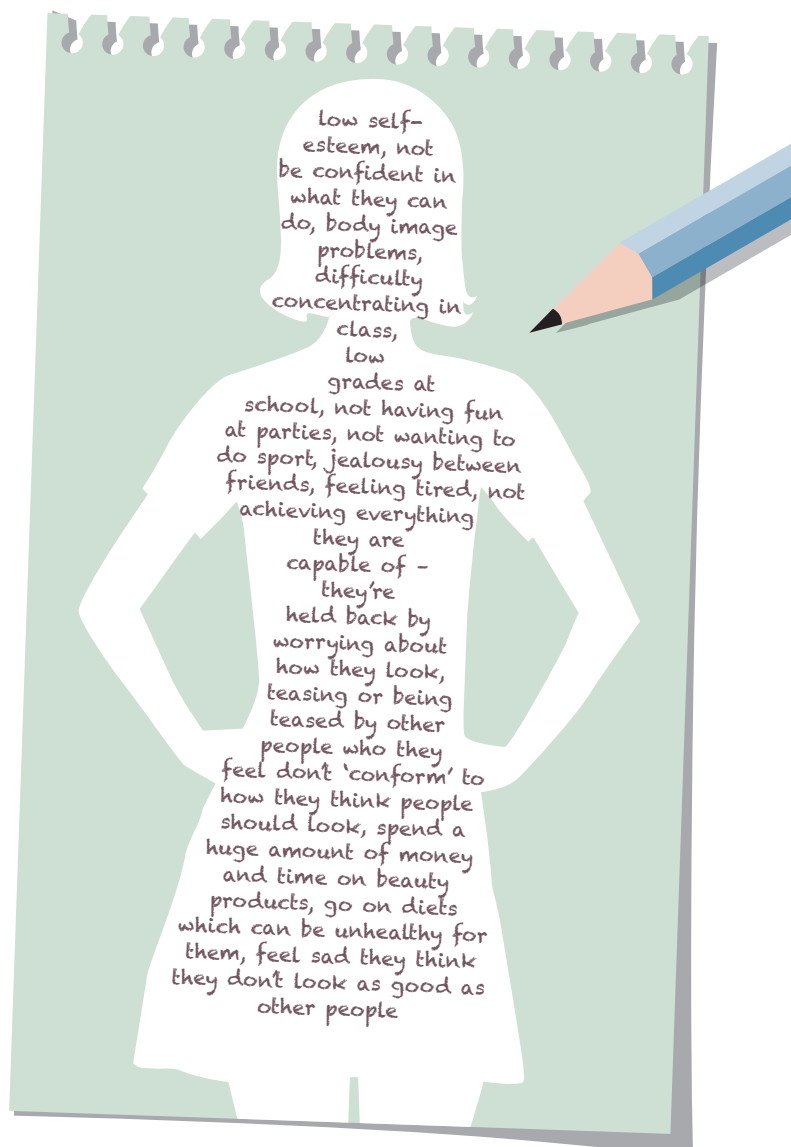 low self-
esteem, not
be confident in
what they can
do, body image
problems,
difficulty
concentrating in
class,
low
grades at
school, not having fun
at parties, not wanting to
do sport, jealousy between
friends, feeling tired, not
achieving everything
they are
capable of –
they're
held back by
worrying about
how they look,
teasing or being
teased by other
people who they
feel don't ‘conform’ to
how they think people
should look, spend a
huge amount of money
and time on beauty
products, go on diets
which can be unhealthy for
them, feel sad they think
they don't look as good as
other people